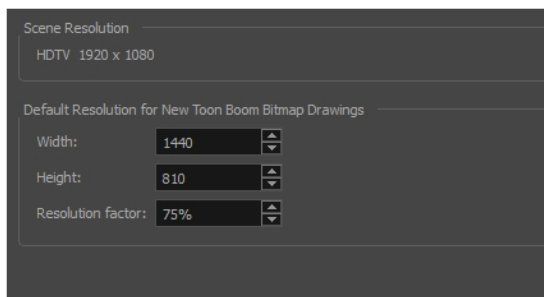 Scene Resolution
HDTV 1920 x 1080
Default Resolution for New Toon Boom Bitmap Drawings
Width: 1440
Height: 810
Resolution factor: 75%